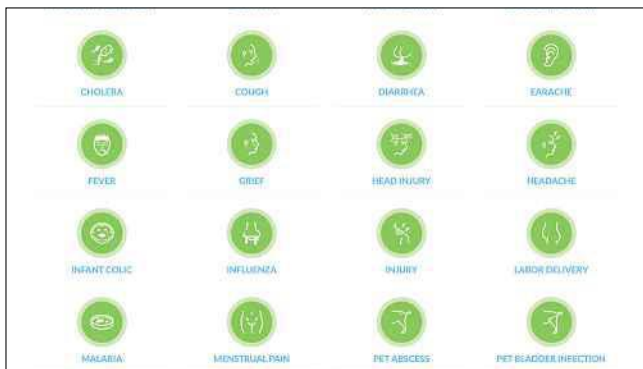 CHOLERA COUGH DIARRHEA EARACHE
FEVER GRIEF HEAD INJURY HEADACHE
INFANT COLIC INFLUENZA INJURY LABOR DELIVERY
MALARIA MENSTRUAL PAIN PET ABSCESS PET BLADDER INFECTION